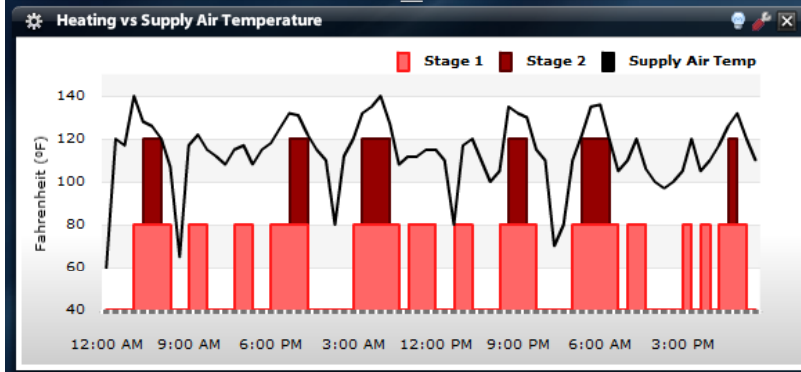 Heating vs Supply Air Temperature
Stage 1 Stage 2 Supply Air Temp
Fahrenheit (ºF)
140
120
100
80
60
40
12:00 AM 9:00 AM 6:00 PM 3:00 AM 12:00 PM 9:00 PM 6:00 AM 3:00 PM